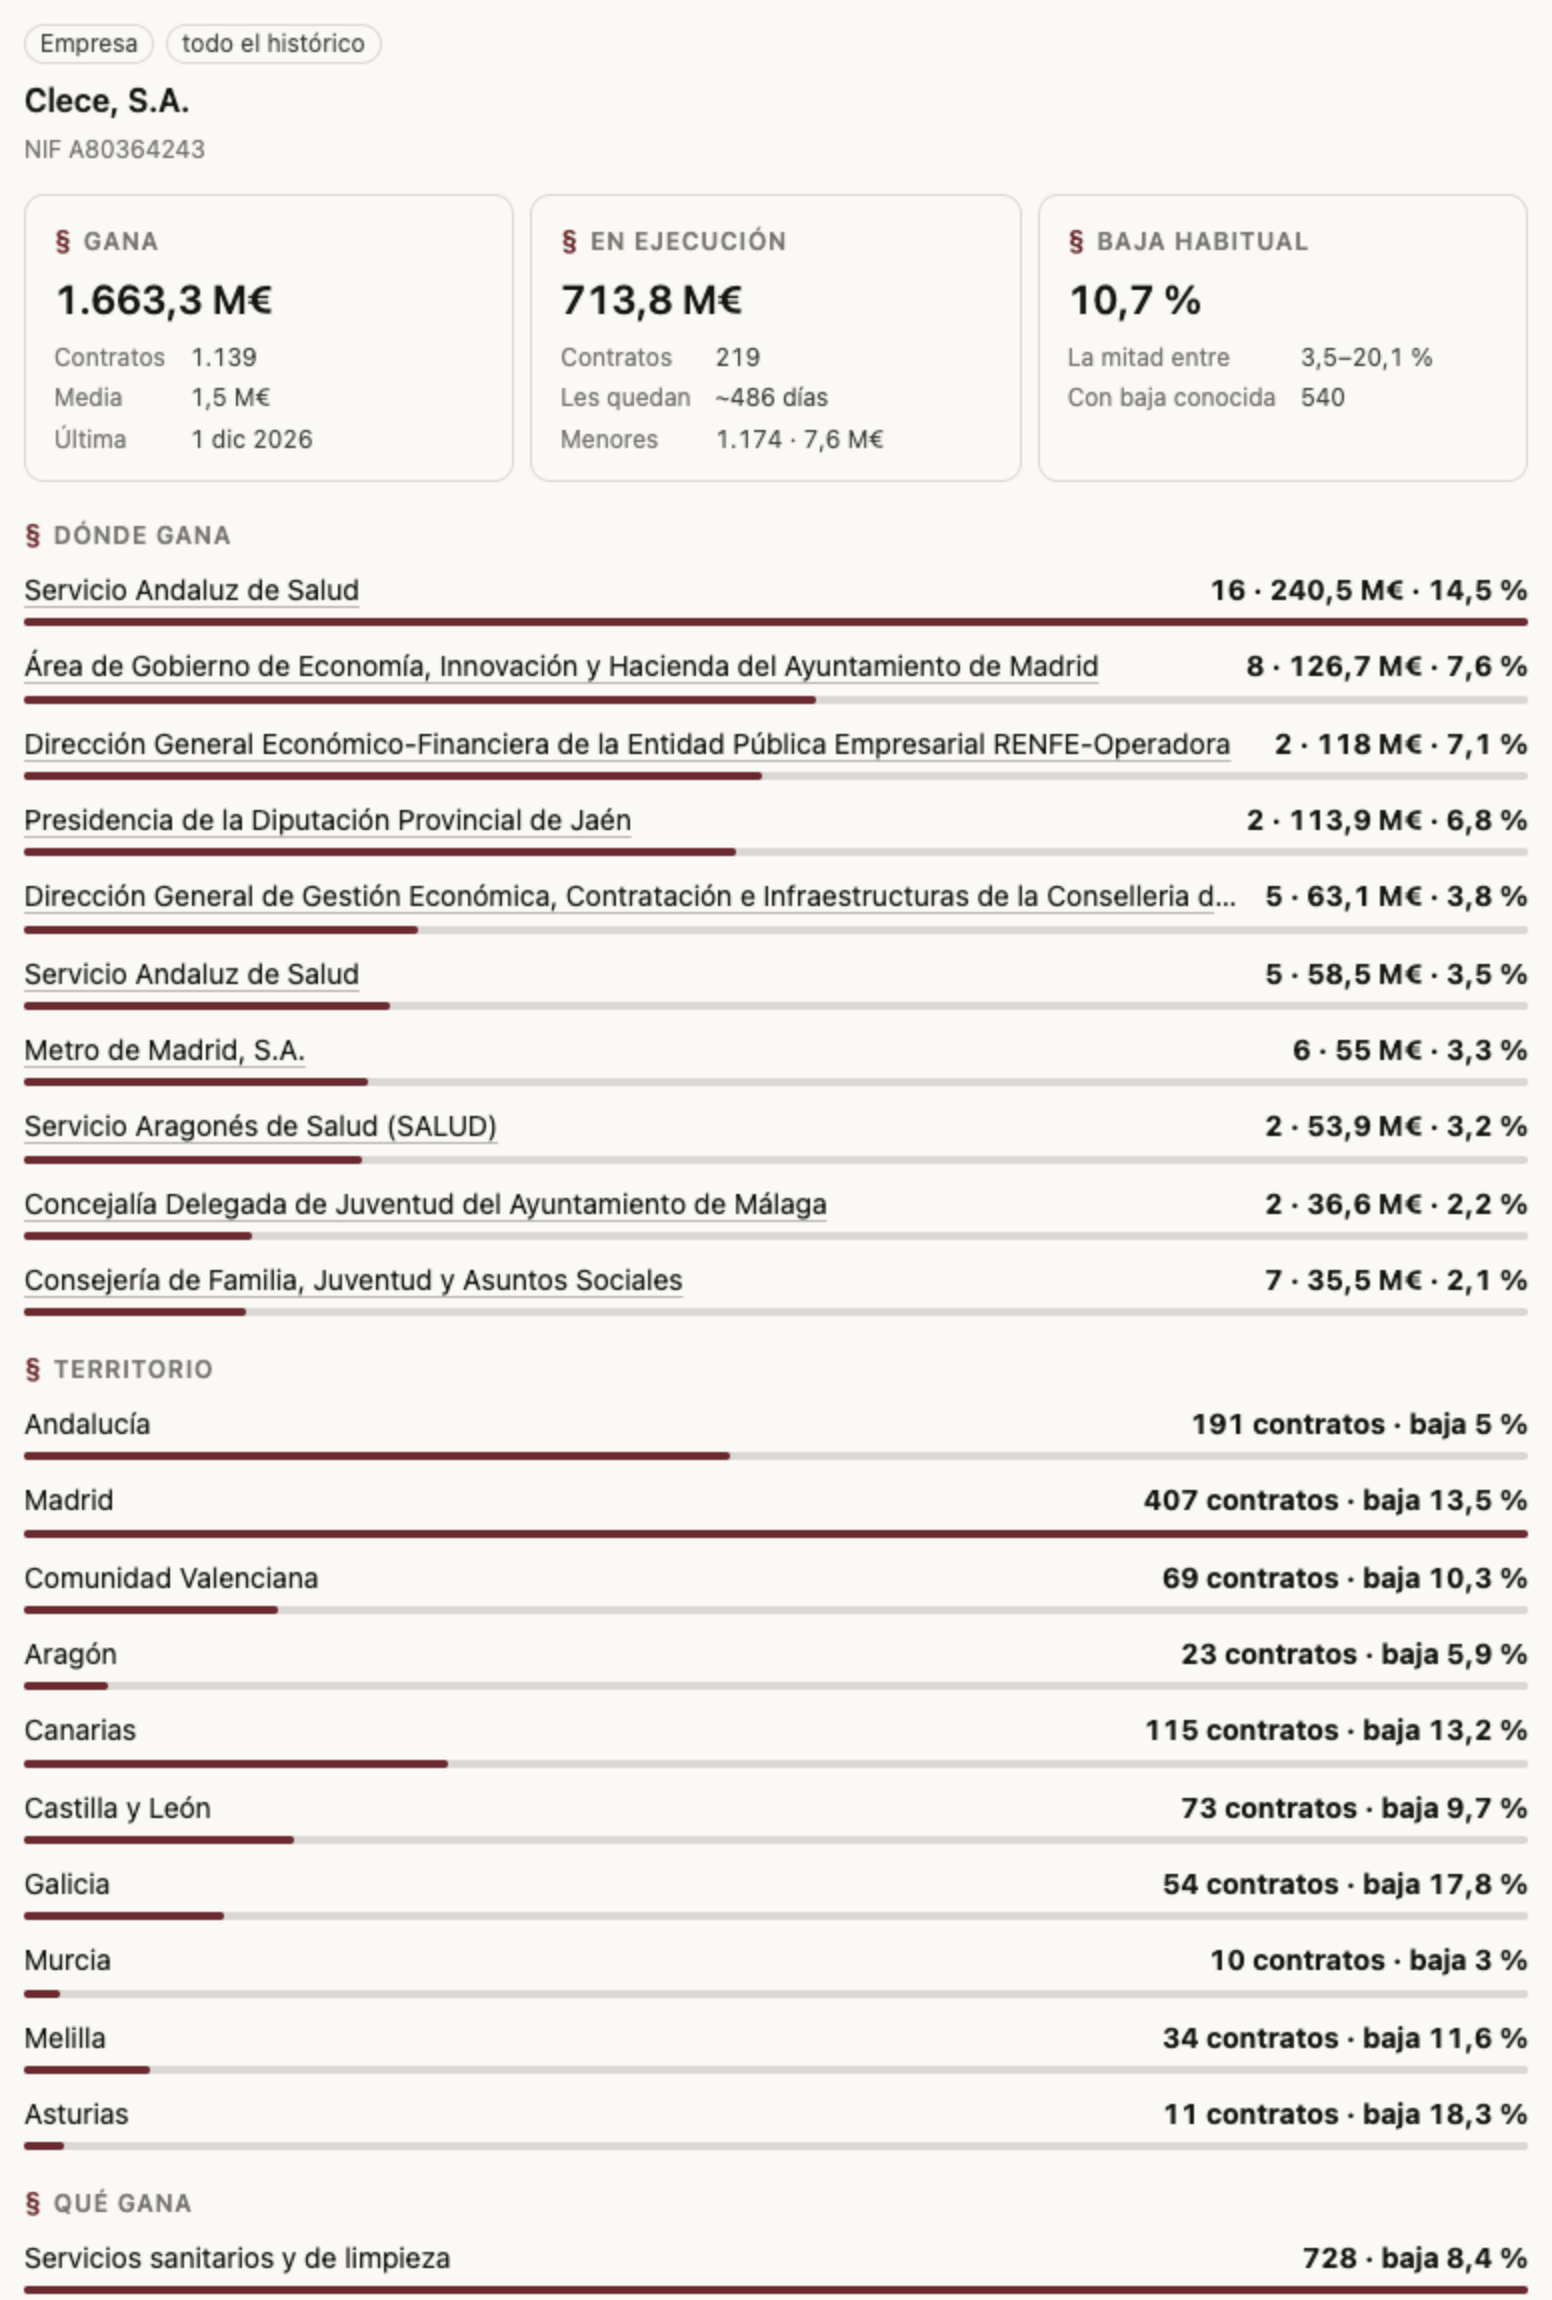 Empresa todo el histórico
Clece, S.A.
NIF A80364243
§ GANA
1.663,3 M€
Contratos 1.139
Media 1,5 M€
Última 1 dic 2026
§ EN EJECUCIÓN
713,8 M€
Contratos 219
Les quedan ~486 días
Menores 1.174 · 7,6 M€
§ BAJA HABITUAL
10,7 %
La mitad entre 3,5–20,1 %
Con baja conocida 540
§ DÓNDE GANA
Servicio Andaluz de Salud 16 · 240,5 M€ · 14,5 %
Área de Gobierno de Economía, Innovación y Hacienda del Ayuntamiento de Madrid 8 · 126,7 M€ · 7,6 %
Dirección General Económico-Financiera de la Entidad Pública Empresarial RENFE-Operadora 2 · 118 M€ · 7,1 %
Presidencia de la Diputación Provincial de Jaén 2 · 113,9 M€ · 6,8 %
Dirección General de Gestión Económica, Contratación e Infraestructuras de la Conselleria d... 5 · 63,1 M€ · 3,8 %
Servicio Andaluz de Salud 5 · 58,5 M€ · 3,5 %
Metro de Madrid, S.A. 6 · 55 M€ · 3,3 %
Servicio Aragonés de Salud (SALUD) 2 · 53,9 M€ · 3,2 %
Concejalía Delegada de Juventud del Ayuntamiento de Málaga 2 · 36,6 M€ · 2,2 %
Consejería de Familia, Juventud y Asuntos Sociales 7 · 35,5 M€ · 2,1 %
§ TERRITORIO
Andalucía 191 contratos · baja 5 %
Madrid 407 contratos · baja 13,5 %
Comunidad Valenciana 69 contratos · baja 10,3 %
Aragón 23 contratos · baja 5,9 %
Canarias 115 contratos · baja 13,2 %
Castilla y León 73 contratos · baja 9,7 %
Galicia 54 contratos · baja 17,8 %
Murcia 10 contratos · baja 3 %
Melilla 34 contratos · baja 11,6 %
Asturias 11 contratos · baja 18,3 %
§ QUÉ GANA
Servicios sanitarios y de limpieza 728 · baja 8,4 %